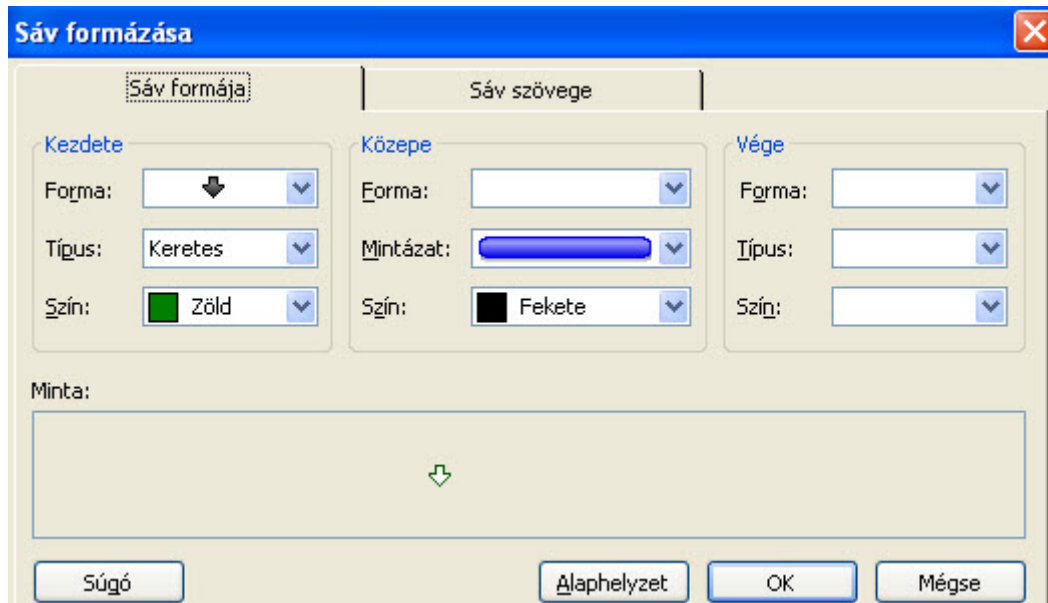 Sáv formázása
Sáv formája Sáv szövege
Kezdete Közepe Vége
Forma: Forma: Forma:
Típus: Keretes Mintázat: Típus:
Szín: Zöld Szín: Fekete Szín:
Minta:
Súgó Alaphelyzet OK Mégse